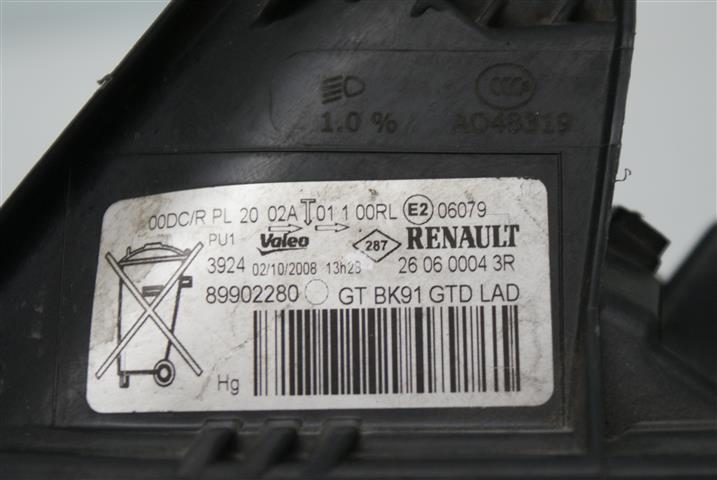 1.0 %
A048319
00DC/R PL 20 02A 01 1 00RL E2 06079
PU1 Valeo 287 RENAULT
3924 02/10/2008 13h28 26 06 0004 3R
89902280 GT BK91 GTD LAD
Hg